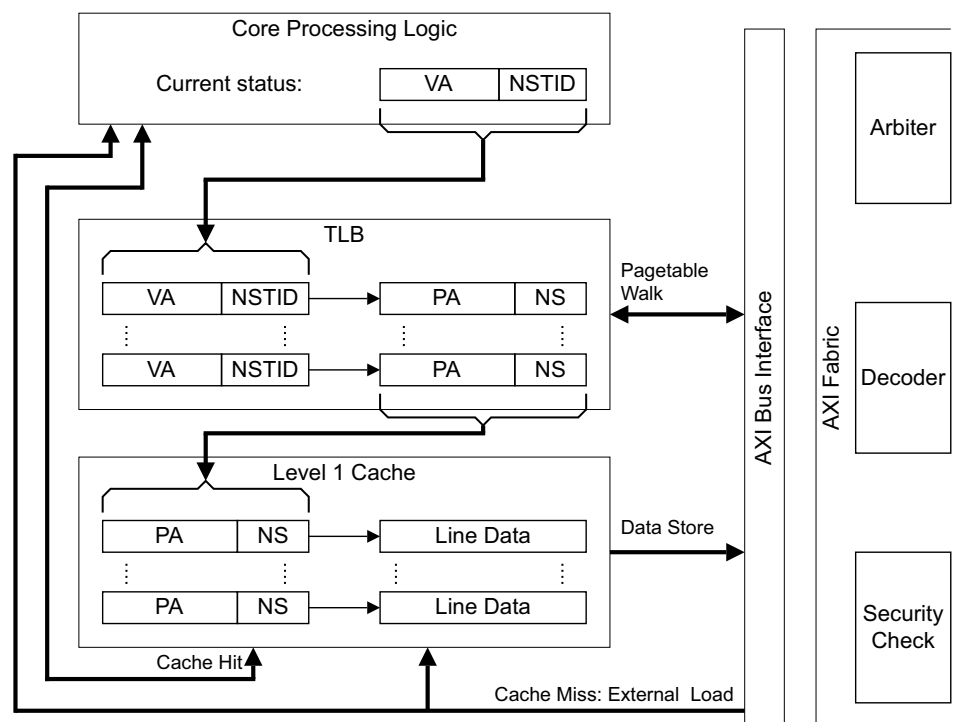 Core Processing Logic
Current status:
VA NSTID
TLB
VA NSTID PA NS
VA NSTID PA NS
Pagetable
Walk
Level 1 Cache
PA NS Line Data
PA NS Line Data
Data Store
Cache Hit
Cache Miss: External Load
AXI Bus Interface
AXI Fabric
Arbiter
Decoder
Security
Check